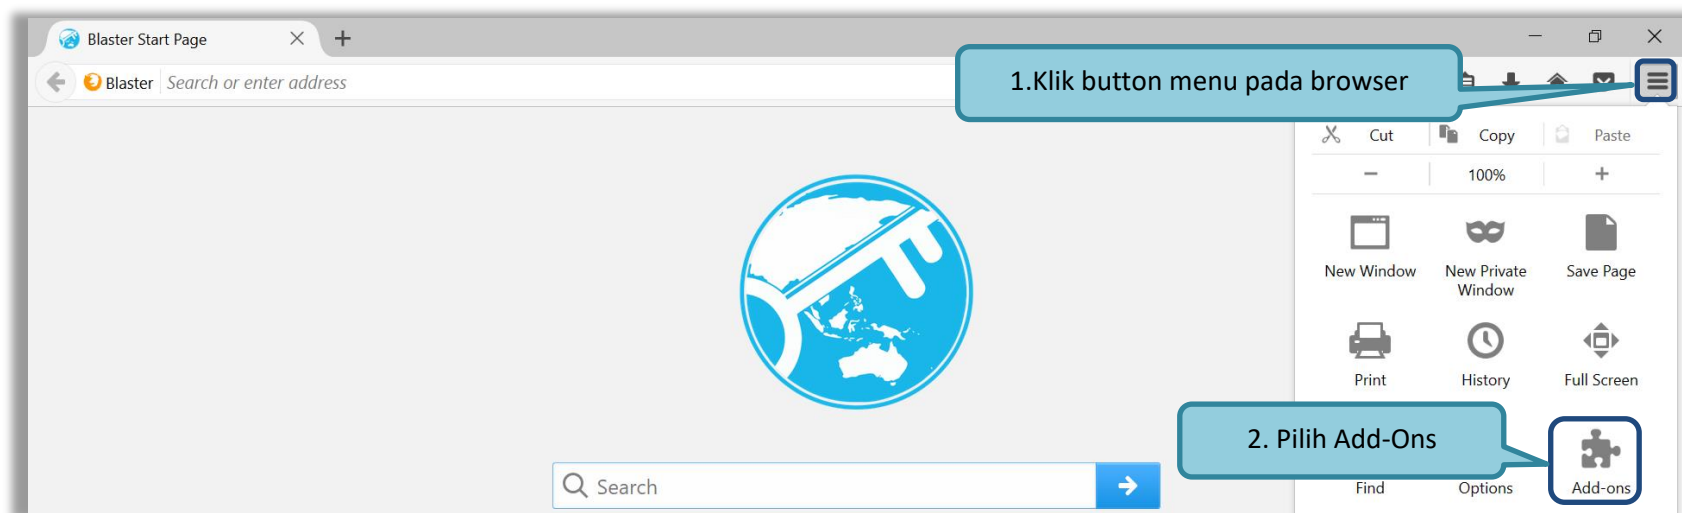 Blaster Start Page
1.Klik button menu pada browser
Blaster Search or enter address
Cut Copy Paste
100%
New Window New Private Window Save Page
Print History Full Screen
2. Pilih Add-Ons
Search
Find Options Add-ons